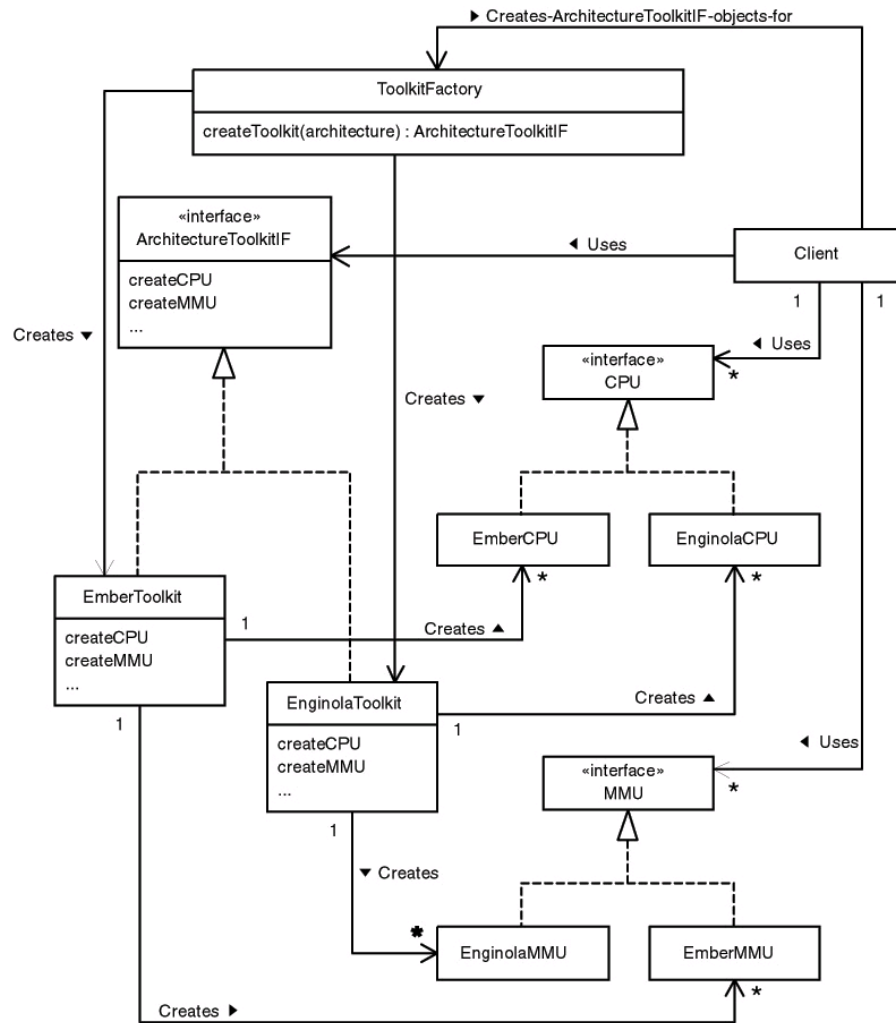 ▶ Creates-ArchitectureToolkitIF-objects-for
ToolkitFactory
createToolkit(architecture) : ArchitectureToolkitIF
«interface»
ArchitectureToolkitIF
createCPU
createMMU
...
◀ Uses
Client
1
1
Creates ▼
Creates ▼
◀ Uses
«interface»
CPU
*
EmberCPU
EnginolaCPU
*
*
EmberToolkit
createCPU
createMMU
...
1
Creates ▲
1
EnginolaToolkit
createCPU
createMMU
...
Creates ▲
1
◀ Uses
«interface»
MMU
*
1
▼ Creates
*
EnginolaMMU
EmberMMU
*
Creates ▶